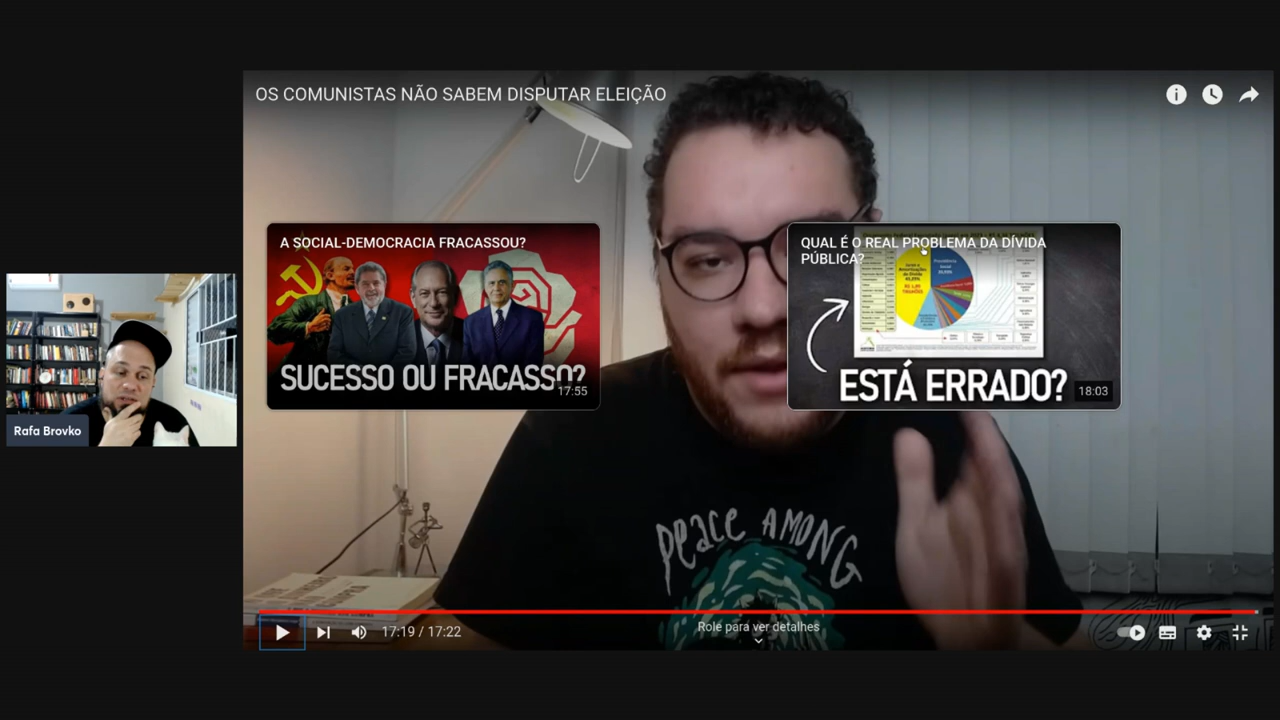 OS COMUNISTAS NÃO SABEM DISPUTAR ELEIÇÃO
A SOCIAL-DEMOCRACIA FRACASSOU?
SUCESSO OU FRACASSO?
17:55
QUAL É O REAL PROBLEMA DA DÍVIDA
PÚBLICA?
ESTÁ ERRADO?
18:03
Rafa Brovko
peace AMONG
17:19 / 17:22
Role para ver detalhes